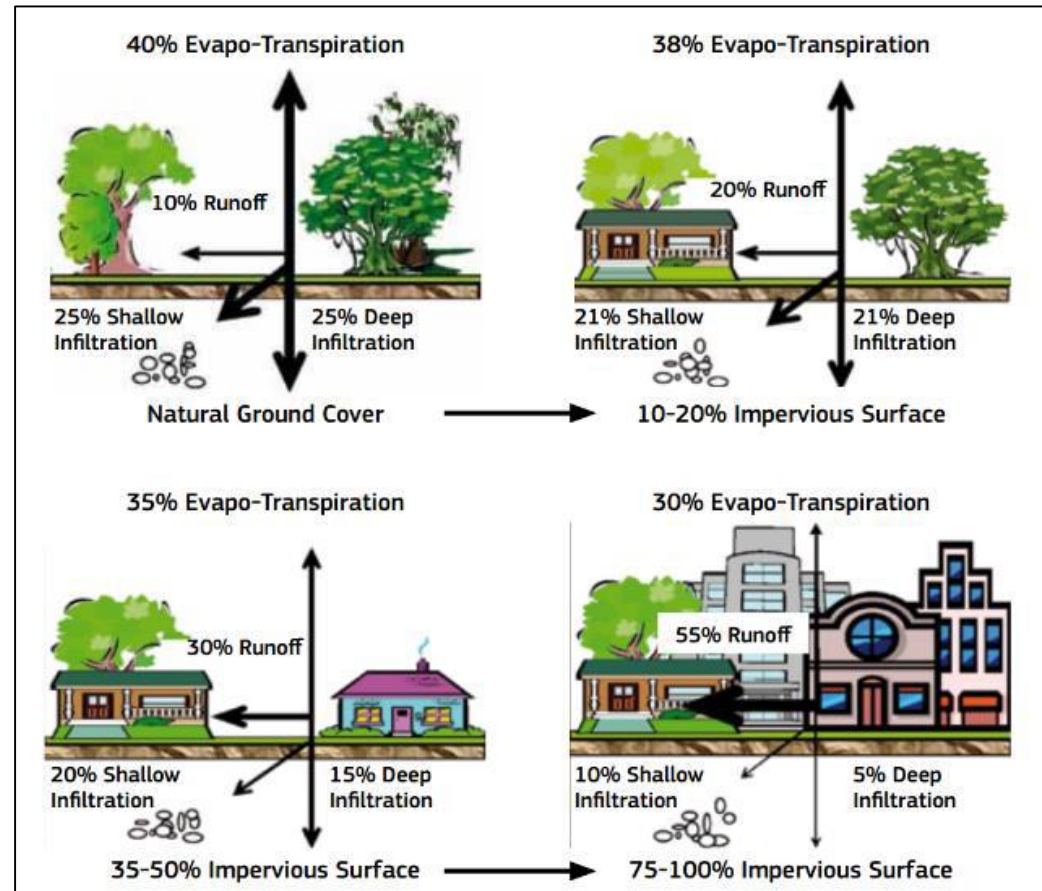 40% Evapo-Transpiration
10% Runoff
25% Shallow
Infiltration
25% Deep
Infiltration
Natural Ground Cover
38% Evapo-Transpiration
20% Runoff
21% Shallow
Infiltration
21% Deep
Infiltration
10-20% Impervious Surface
35% Evapo-Transpiration
30% Runoff
20% Shallow
Infiltration
15% Deep
Infiltration
35-50% Impervious Surface
30% Evapo-Transpiration
55% Runoff
10% Shallow
Infiltration
5% Deep
Infiltration
75-100% Impervious Surface